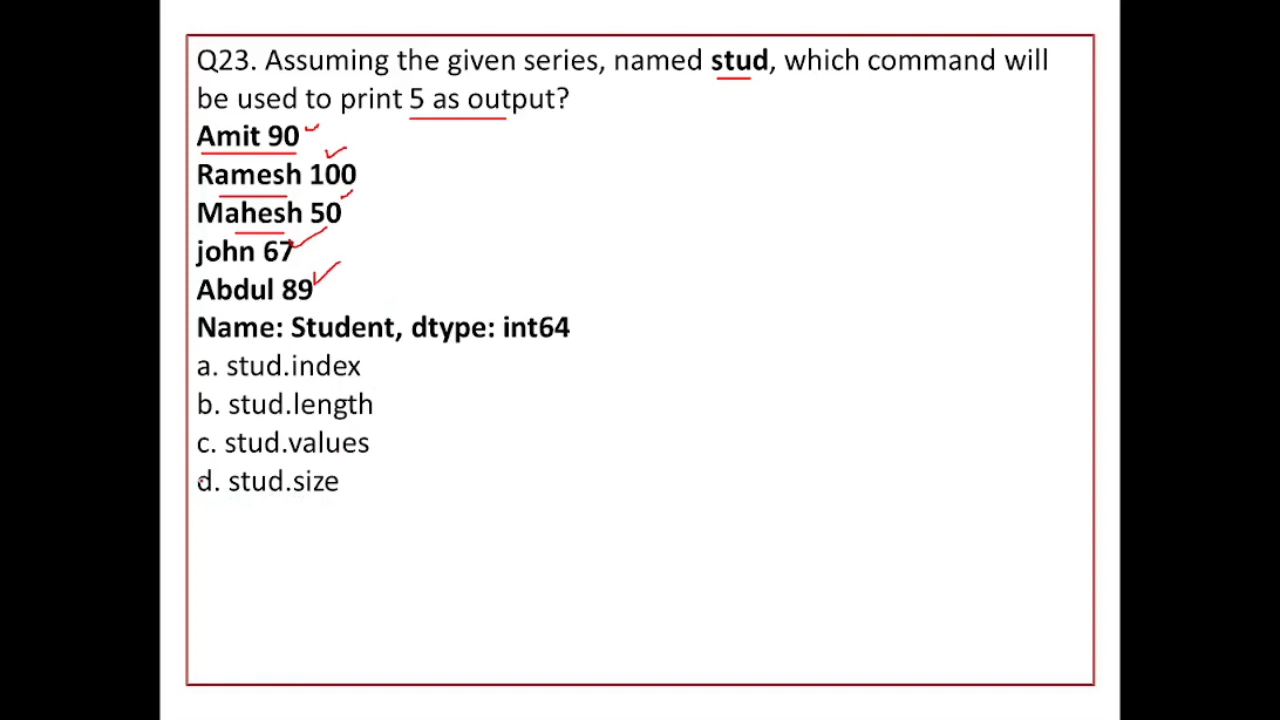 Q23. Assuming the given series, named stud, which command will
be used to print 5 as output?
Amit 90
Ramesh 100
Mahesh 50
john 67
Abdul 89
Name: Student, dtype: int64
a. stud.index
b. stud.length
c. stud.values
d. stud.size